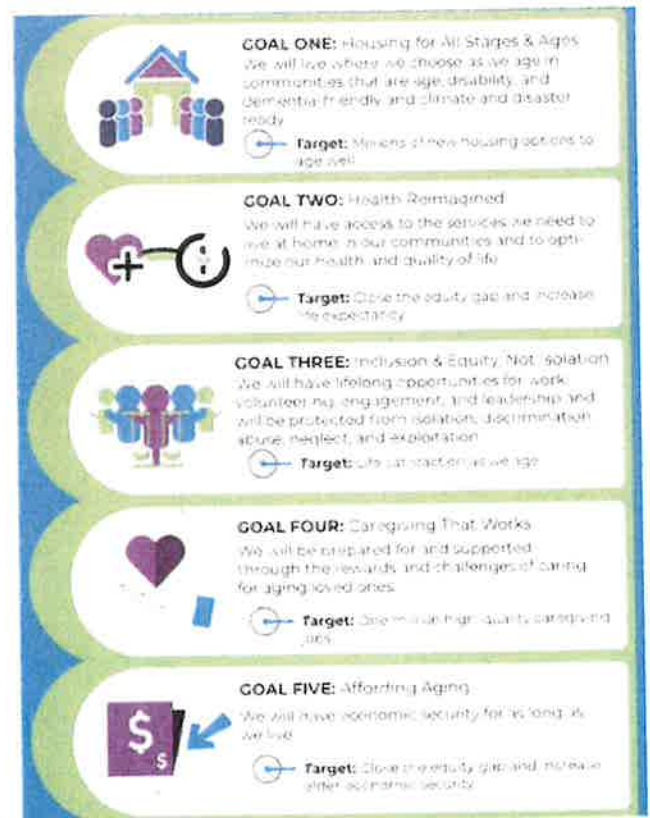 GOAL ONE: Housing for All Stages & Ages
We will live where we choose as we age in
communities that are age, disability, and
dementia-friendly and climate and disaster
ready
Target: Millions of new housing options to
age well
GOAL TWO: Health Reimagined
We will have access to the services we need to
live at home in our communities and to opti-
mize our health and quality of life
Target: Close the equity gap and increase
life expectancy
GOAL THREE: Inclusion & Equity, Not Isolation
We will have lifelong opportunities for work,
volunteering, engagement, and leadership and
will be protected from isolation, discrimination,
abuse, neglect, and exploitation
Target: Life satisfaction as we age
GOAL FOUR: Caregiving That Works
We will be prepared for and supported
through the rewards and challenges of caring
for aging loved ones
Target: One million high-quality caregiving
jobs
GOAL FIVE: Affording Aging
We will have economic security for as long as
we live
Target: Close the equity gap and increase
elder economic security
$
$